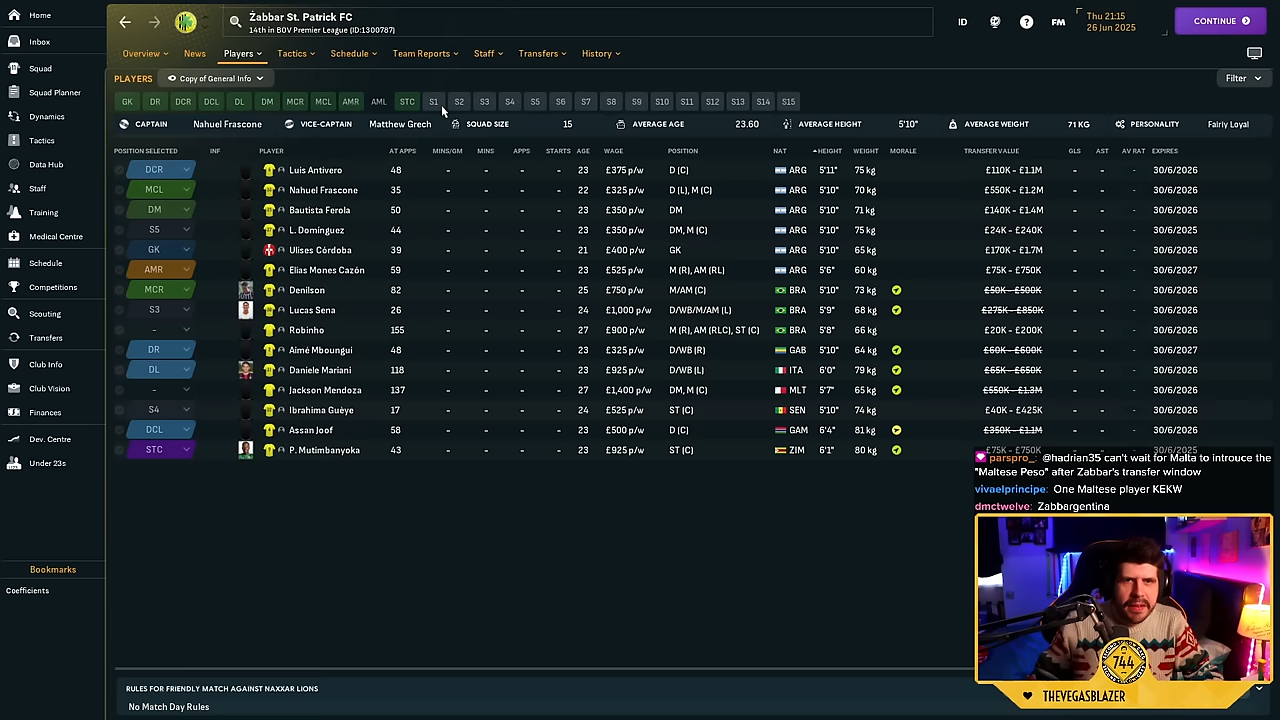 Home
Inbox
Squad
Squad Planner
Dynamics
Tactics
Data Hub
Staff
Training
Medical Centre
Schedule
Competitions
Scouting
Transfers
Club Info
Club Vision
Finances
Dev. Centre
Under 23s
Bookmarks
Coefficients
Żabbar St. Patrick FC
14th in BOV Premier League (ID:1300787)
ID
FM
Thu 21:15
26 Jun 2025
CONTINUE
Overview
News
Players
Tactics
Schedule
Team Reports
Staff
Transfers
History
PLAYERS
Copy of General Info
Filter
GK DR DCR DCL DL DM MCR MCL AMR AML STC S1 S2 S3 S4 S5 S6 S7 S8 S9 S10 S11 S12 S13 S14 S15
CAPTAIN Nahuel Frascone VICE-CAPTAIN Matthew Grech SQUAD SIZE 15 AVERAGE AGE 23.60 AVERAGE HEIGHT 5'10" AVERAGE WEIGHT 71 KG PERSONALITY Fairly Loyal
POSITION SELECTED INF PLAYER AT APPS MINS/GM MINS APPS STARTS AGE WAGE POSITION NAT HEIGHT WEIGHT MORALE TRANSFER VALUE GLS AST AV RAT EXPIRES
DCR Luis Antivero 48 - - - - 23 £375 p/w D (C) ARG 5'11" 75 kg £110K - £1.1M - - - 30/6/2026
MCL Nahuel Frascone 35 - - - - 22 £325 p/w D (L), M (C) ARG 5'10" 70 kg £550K - £1.2M - - - 30/6/2026
DM Bautista Ferola 50 - - - - 23 £350 p/w DM ARG 5'10" 71 kg £140K - £1.4M - - - 30/6/2026
S5 L. Domínguez 44 - - - - 23 £350 p/w DM, M (C) ARG 5'10" 75 kg £24K - £240K - - - 30/6/2026
GK Ulises Córdoba 39 - - - - 21 £400 p/w GK ARG 5'10" 65 kg £170K - £1.7M - - - 30/6/2026
AMR Elías Mones Cazón 59 - - - - 23 £525 p/w M (R), AM (RL) ARG 5'6" 60 kg £75K - £750K - - - 30/6/2027
MCR Denílson 82 - - - - 25 £750 p/w M/AM (C) BRA 5'10" 73 kg £50K - £500K - - - 30/6/2026
S3 Lucas Sena 26 - - - - 24 £1,000 p/w D/WB/M/AM (L) BRA 5'9" 68 kg £275K - £850K - - - 30/6/2026
- Robinho 155 - - - - 27 £900 p/w M (R), AM (RLC), ST (C) BRA 5'8" 66 kg £20K - £200K - - - 30/6/2026
DR Aimé Mboungui 48 - - - - 23 £325 p/w D/WB (R) GAB 5'10" 64 kg £60K - £600K - - - 30/6/2027
DL Daniele Mariani 118 - - - - 23 £925 p/w D/WB (L) ITA 6'0" 79 kg £65K - £650K - - - 30/6/2026
- Jackson Mendoza 137 - - - - 27 £1,400 p/w DM, M (C) MLT 5'7" 65 kg £550K - £1.3M - - - 30/6/2026
S4 Ibrahima Guèye 17 - - - - 24 £525 p/w ST (C) SEN 5'10" 74 kg £40K - £425K - - - 30/6/2026
DCL Assan Joof 58 - - - - 23 £500 p/w D (C) GAM 6'4" 84 kg £350K - £1.1M - - - 30/6/2026
STC P. Mutimbanyoka 43 - - - - 23 £925 p/w ST (C) ZIM 6'1" 80 kg £75K - £750K - - - 30/6/2025
parspro_: @hadrian35 can't wait for Malta to introuce the
"Maltese Peso" after Zabbar's transfer window
vivaelprincipe: One Maltese player KEKW
dmctwelve: Zabbargentina
744
THEVEGASBLAZER
RULES FOR FRIENDLY MATCH AGAINST NAXXAR LIONS
No Match Day Rules